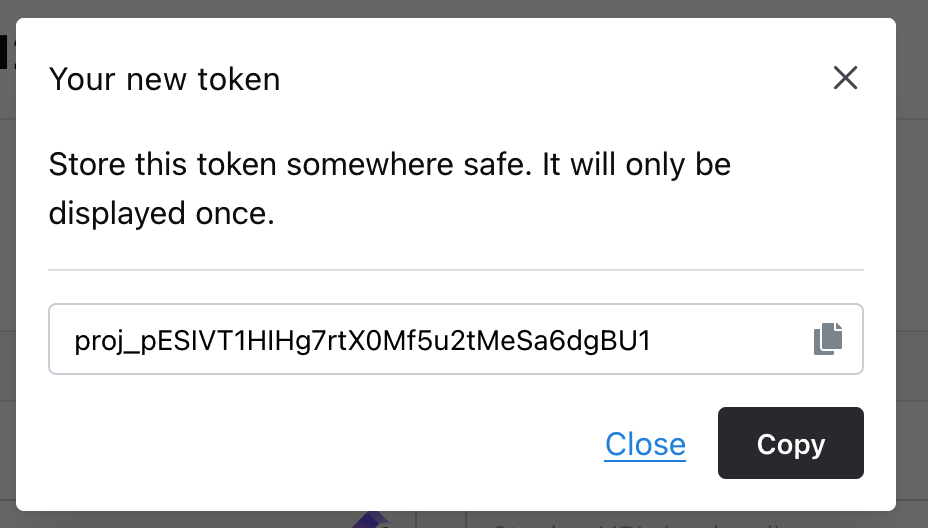 Your new token
Store this token somewhere safe. It will only be
displayed once.
proj_pESIVT1HIHg7rtX0Mf5u2tMeSa6dgBU1
Close
Copy